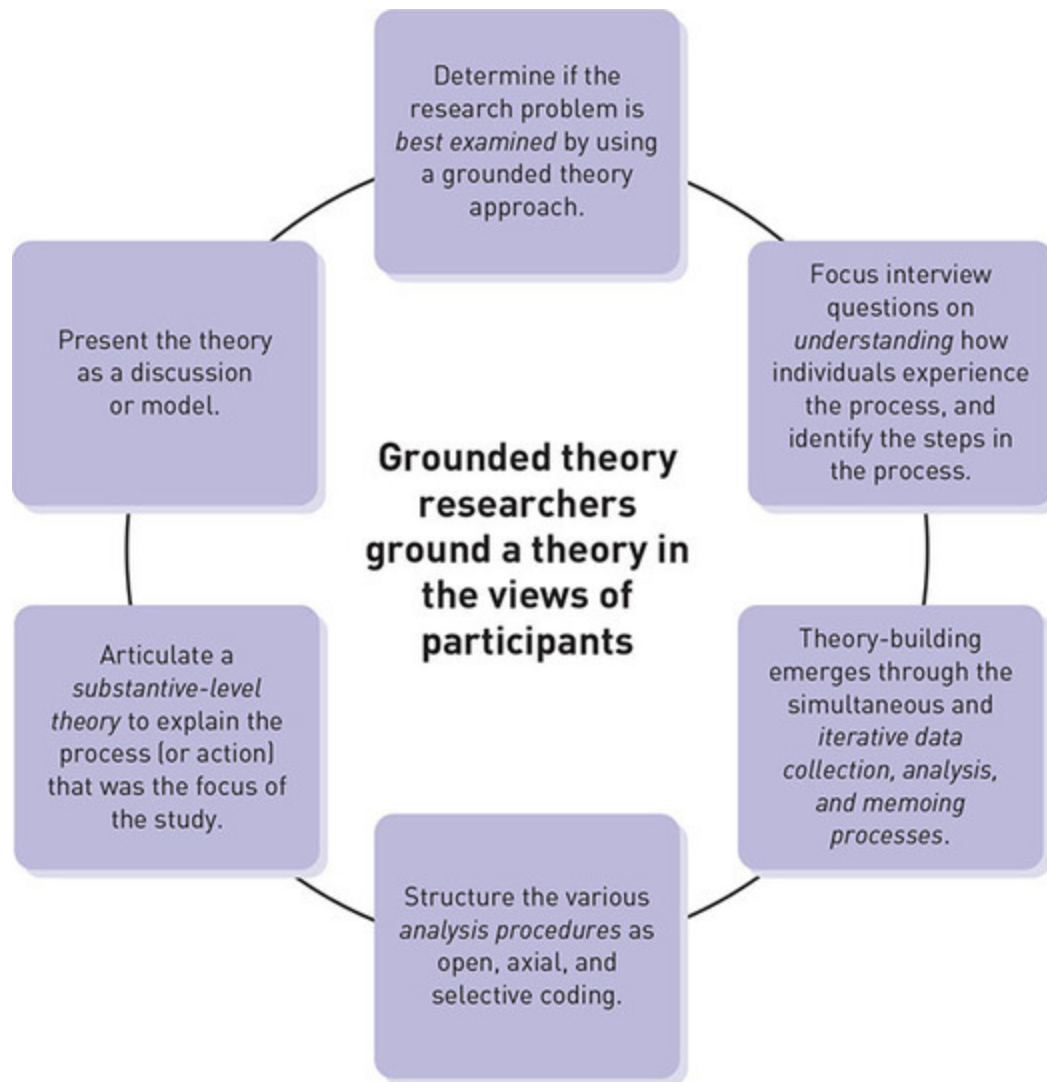 Determine if the
research problem is
best examined by using
a grounded theory
approach.
Focus interview
questions on
understanding how
individuals experience
the process, and
identify the steps in
the process.
Theory-building
emerges through the
simultaneous and
iterative data
collection, analysis,
and memoing
processes.
Structure the various
analysis procedures as
open, axial, and
selective coding.
Articulate a
substantive-level
theory to explain the
process (or action)
that was the focus of
the study.
Present the theory
as a discussion
or model.
Grounded theory
researchers
ground a theory in
the views of
participants